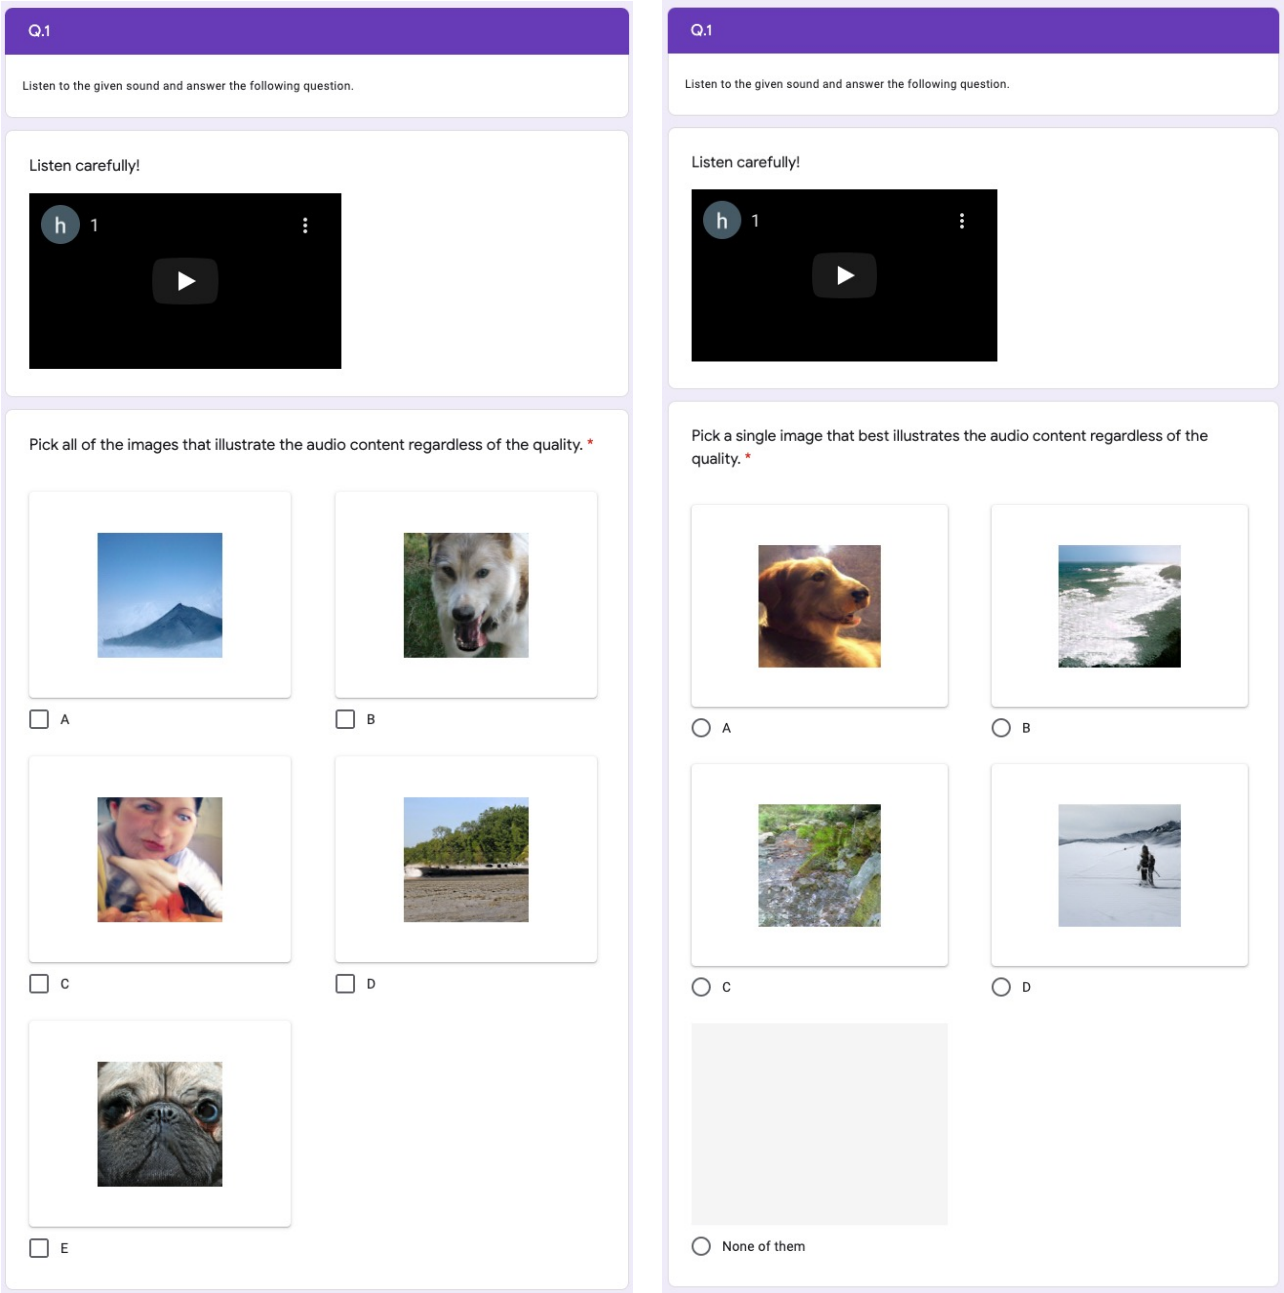 Q.1
Listen to the given sound and answer the following question.
Listen carefully!
h 1
Pick all of the images that illustrate the audio content regardless of the quality. *
A
B
C
D
E
Q.1
Listen to the given sound and answer the following question.
Listen carefully!
h 1
Pick a single image that best illustrates the audio content regardless of the
quality. *
A
B
C
D
None of them